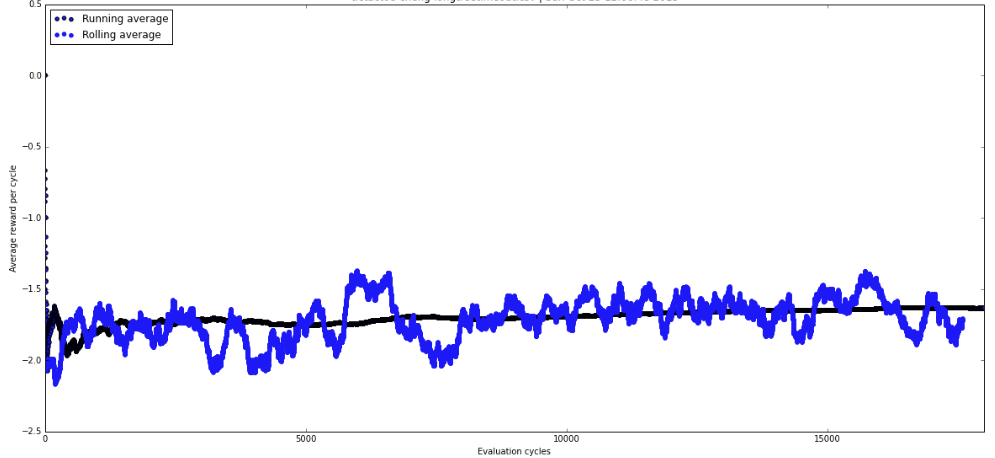 0.5
Running average
Rolling average
0.0
−0.5
−1.0
−1.5
−2.0
−2.5
Average reward per cycle
0
5000
10000
15000
Evaluation cycles